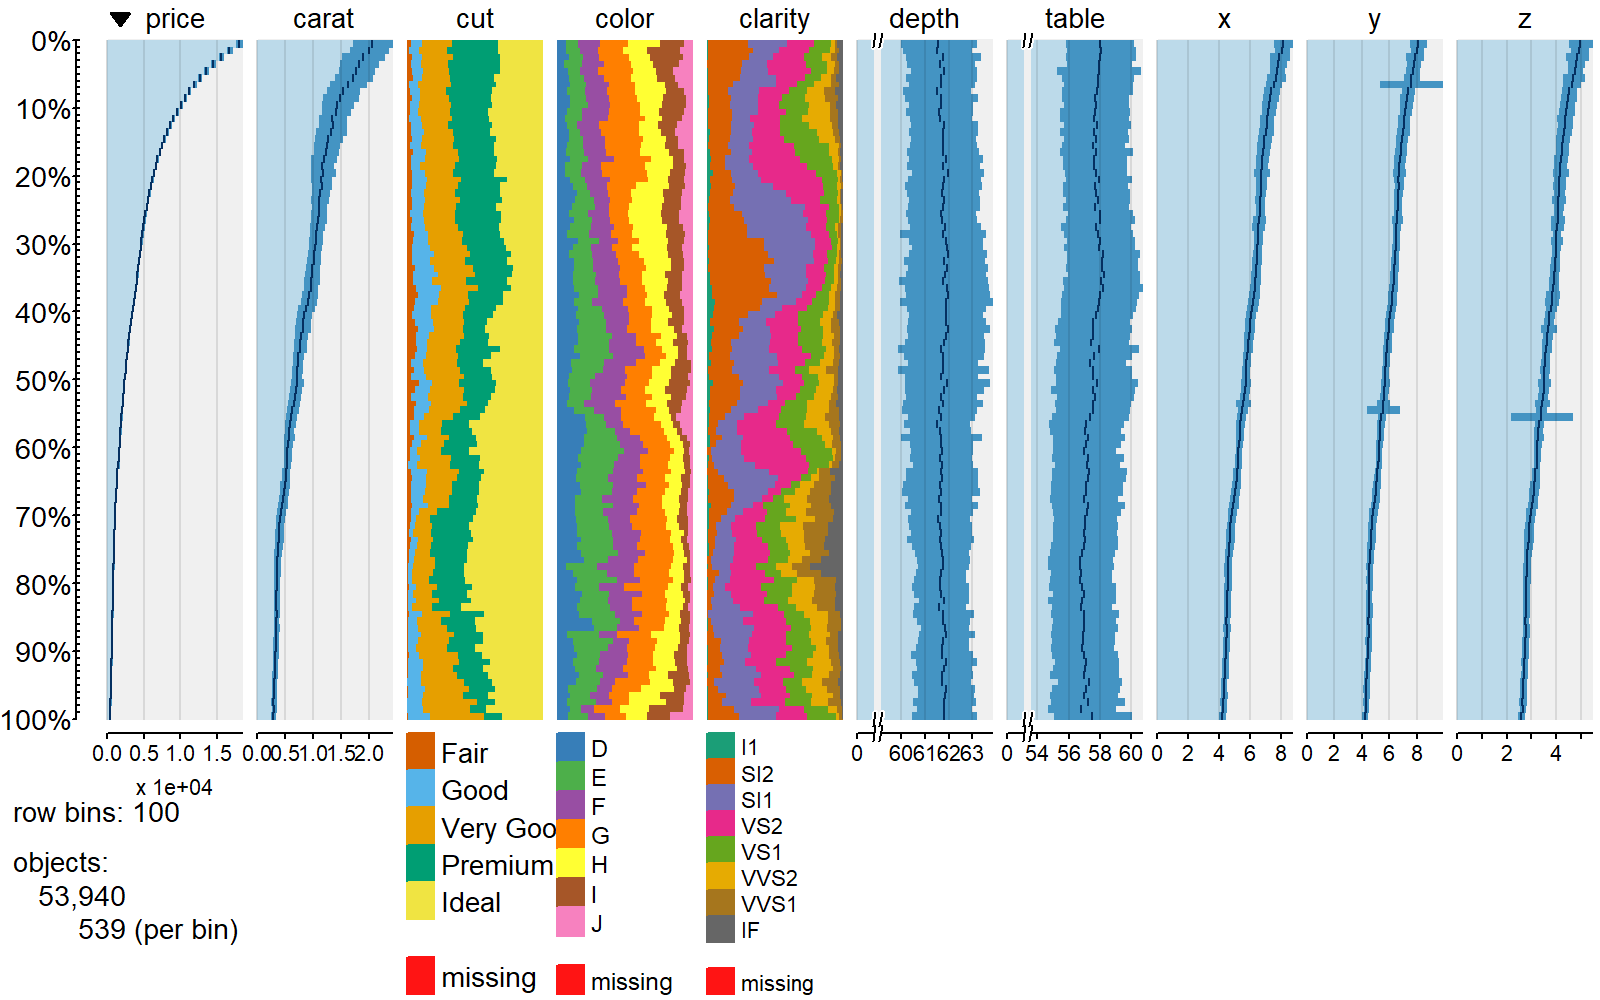 price carat cut color clarity depth table x y z
0%
10%
20%
30%
40%
50%
60%
70%
80%
90%
100%
0.0 0.5 1.0 1.5
x 1e+04
0.00.51.01.52.0
0 60616263
0 54 56 58 60
0 2 4 6 8
0 2 4 6 8
0 2 4
row bins: 100
objects:
53,940
539 (per bin)
Fair
Good
Very Goo
Premium
Ideal
missing
D
E
F
G
H
I
J
missing
I1
SI2
SI1
VS2
VS1
VVS2
VVS1
IF
missing